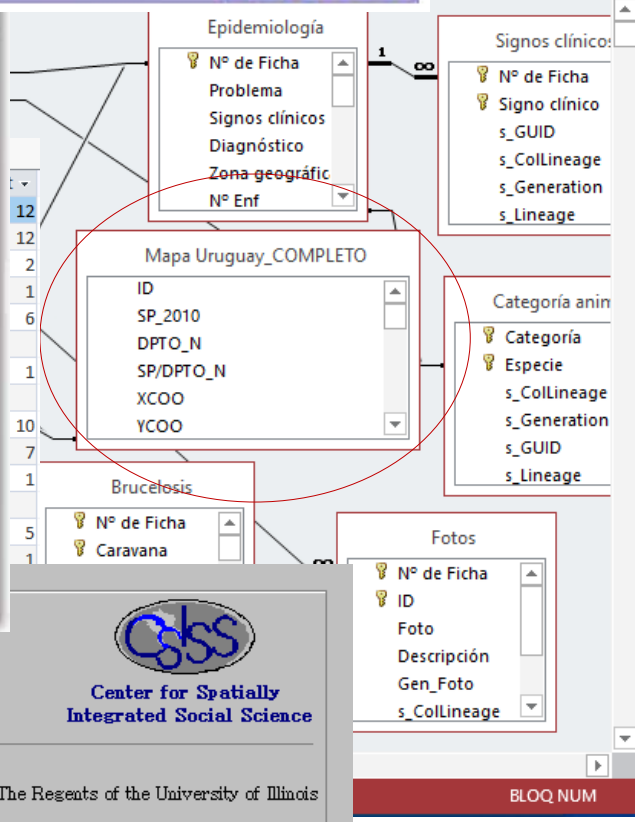 Epidemiología
Nº de Ficha
Problema
Signos clínicos
Diagnóstico
Zona geográfic
Nº Enf
1
∞
Signos clínicos
Nº de Ficha
Signo clínico
s_GUID
s_ColLineage
s_Generation
s_Lineage
12
12
2
1
6
1
10
7
1
5
1
Mapa Uruguay_COMPLETO
ID
SP_2010
DPTO_N
SP/DPTO_N
XCOO
YCOO
Categoría anim
Categoría
Especie
s_ColLineage
s_Generation
s_GUID
s_Lineage
Brucelosis
Nº de Ficha
Caravana
∞
Fotos
Nº de Ficha
ID
Foto
Descripción
Gen_Foto
s_ColLineage
CSISS
Center for Spatially
Integrated Social Science
The Regents of the University of Illinois
BLOQ NUM